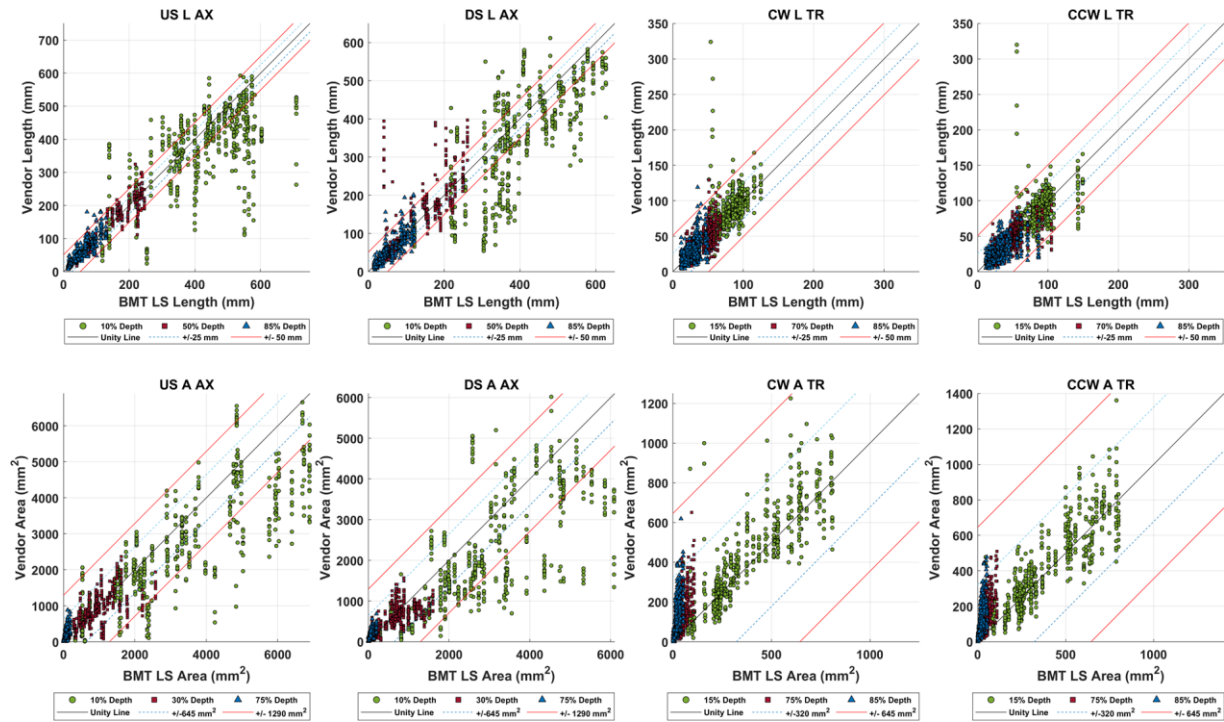 US L AX
Vendor Length (mm)
700
600
500
400
300
200
100
0
0 200 400 600
BMT LS Length (mm)
10% Depth 50% Depth 85% Depth
Unity Line +/-25 mm +/- 50 mm
DS L AX
Vendor Length (mm)
600
500
400
300
200
100
0
0 200 400 600
BMT LS Length (mm)
10% Depth 50% Depth 85% Depth
Unity Line +/-25 mm +/- 50 mm
CW L TR
Vendor Length (mm)
350
300
250
200
150
100
50
0
0 100 200 300
BMT LS Length (mm)
15% Depth 70% Depth 85% Depth
Unity Line +/-25 mm +/- 50 mm
CCW L TR
Vendor Length (mm)
350
300
250
200
150
100
50
0
0 100 200 300
BMT LS Length (mm)
15% Depth 70% Depth 85% Depth
Unity Line +/-25 mm +/- 50 mm
US A AX
Vendor Area (mm²)
6000
5000
4000
3000
2000
1000
0
0 2000 4000 6000
BMT LS Area (mm²)
10% Depth 30% Depth 75% Depth
Unity Line +/-645 mm² +/- 1290 mm²
DS A AX
Vendor Area (mm²)
6000
5000
4000
3000
2000
1000
0
0 2000 4000 6000
BMT LS Area (mm²)
10% Depth 30% Depth 75% Depth
Unity Line +/-645 mm² +/- 1290 mm²
CW A TR
Vendor Area (mm²)
1200
1000
800
600
400
200
0
0 500 1000
BMT LS Area (mm²)
15% Depth 75% Depth 85% Depth
Unity Line +/-320 mm² +/- 645 mm²
CCW A TR
Vendor Area (mm²)
1400
1200
1000
800
600
400
200
0
0 500 1000
BMT LS Area (mm²)
15% Depth 75% Depth 85% Depth
Unity Line +/-320 mm² +/- 645 mm²